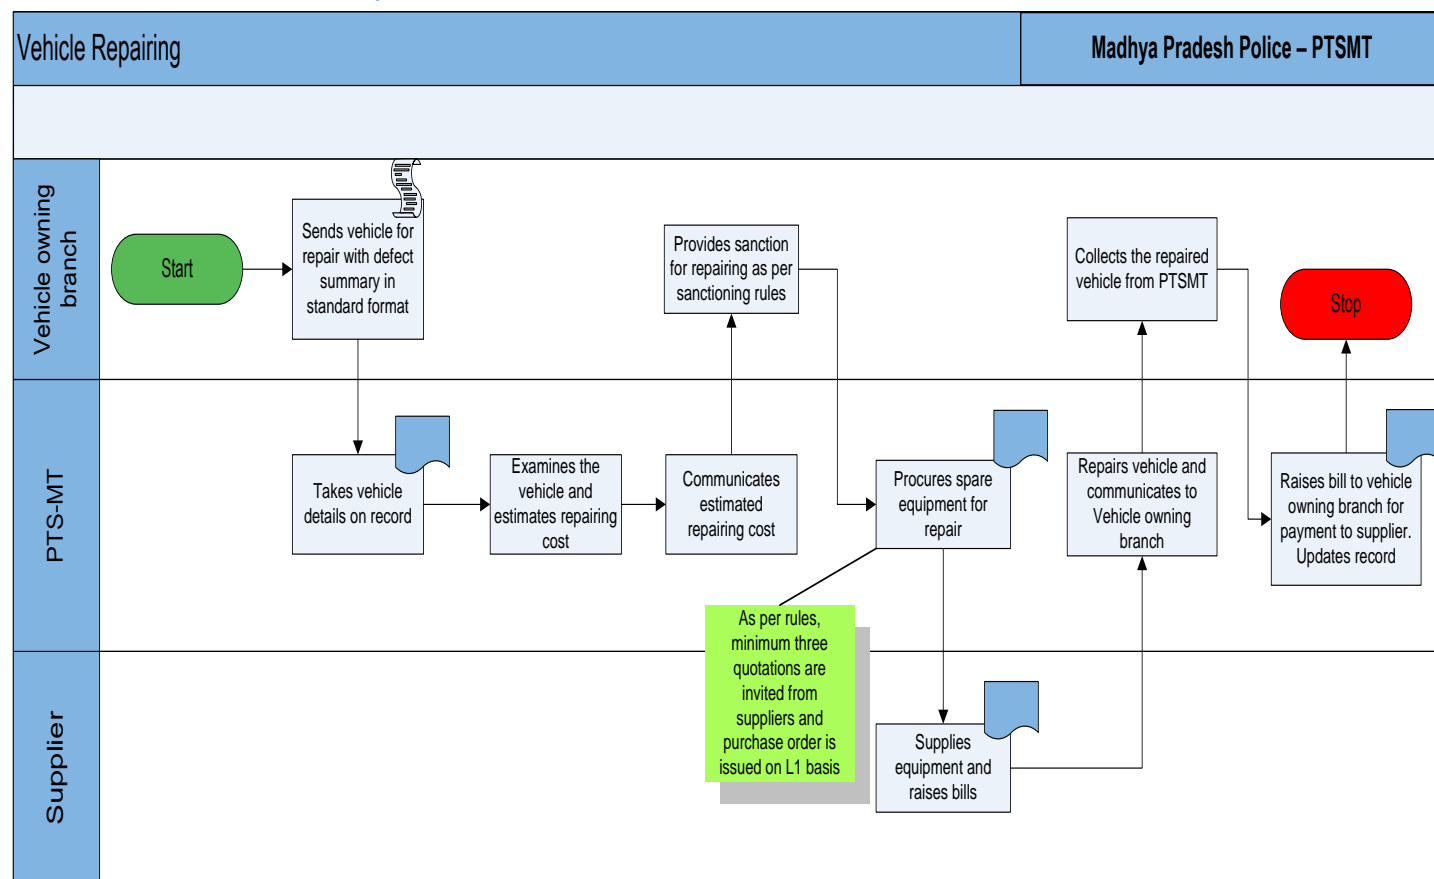 Vehicle Repairing
Madhya Pradesh Police – PTSMT
Vehicle owning
branch
Start
Sends vehicle for
repair with defect
summary in
standard format
Provides sanction
for repairing as per
sanctioning rules
Collects the repaired
vehicle from PTSMT
Stop
PTS-MT
Takes vehicle
details on record
Examines the
vehicle and
estimates repairing
cost
Communicates
estimated
repairing cost
Procures spare
equipment for
repair
Repairs vehicle and
communicates to
Vehicle owning
branch
Raises bill to vehicle
owning branch for
payment to supplier.
Updates record
As per rules,
minimum three
quotations are
invited from
suppliers and
purchase order is
issued on L1 basis
Supplier
Supplies
equipment and
raises bills